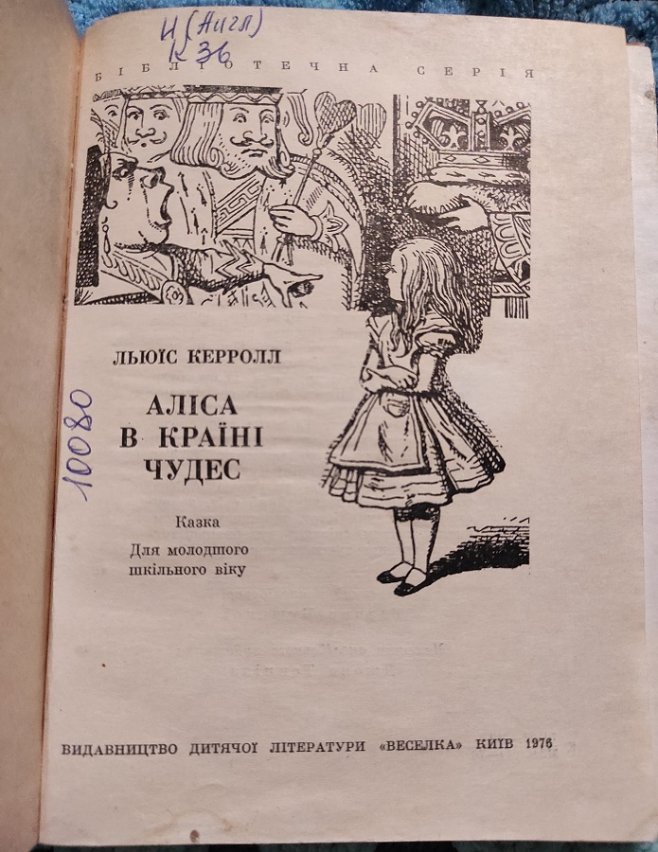 И (Англ)
К 36
БІБЛІОТЕЧНА СЕРІЯ
ЛЬЮЇС КЕРРОЛЛ
АЛІСА
В КРАЇНІ
ЧУДЕС
10080
Казка
Для молодшого
шкільного віку
ВИДАВНИЦТВО ДИТЯЧОЇ ЛІТЕРАТУРИ «ВЕСЕЛКА» КИЇВ 1976